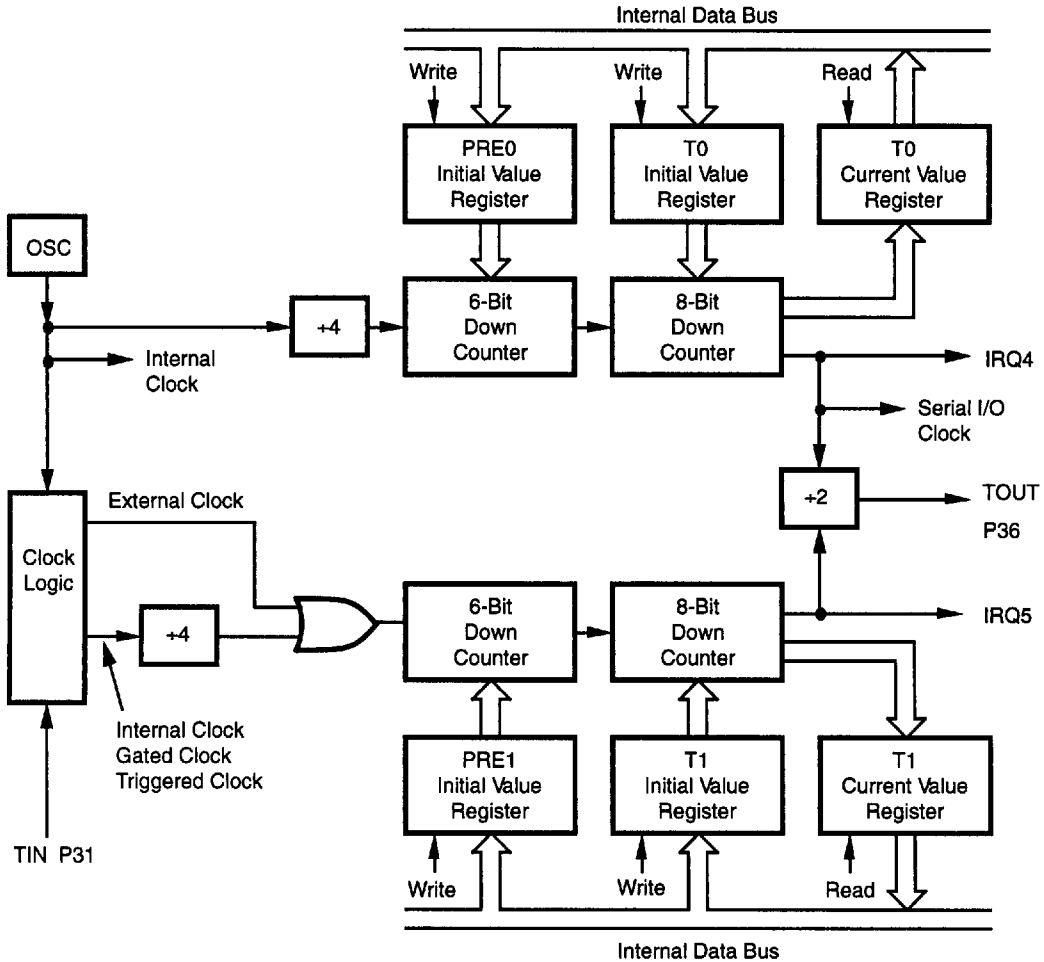 Internal Data Bus
Write
Write
Read
PRE0
Initial Value
Register
T0
Initial Value
Register
T0
Current Value
Register
OSC
÷4
6-Bit
Down
Counter
8-Bit
Down
Counter
Internal
Clock
IRQ4
Serial I/O
Clock
÷2
TOUT
P36
External Clock
Clock
Logic
÷4
6-Bit
Down
Counter
8-Bit
Down
Counter
IRQ5
Internal Clock
Gated Clock
Triggered Clock
PRE1
Initial Value
Register
T1
Initial Value
Register
T1
Current Value
Register
TIN P31
Write
Write
Read
Internal Data Bus